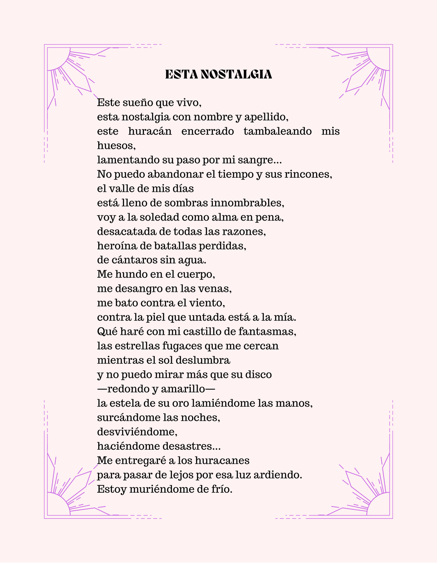 ESTA NOSTALGIA
Este sueño que vivo,
esta nostalgia con nombre y apellido,
este huracán encerrado tambaleando mis
huesos,
lamentando su paso por mi sangre...
No puedo abandonar el tiempo y sus rincones,
el valle de mis días
está lleno de sombras innombrables,
voy a la soledad como alma en pena,
desacatada de todas las razones,
heroína de batallas perdidas,
de cántaros sin agua.
Me hundo en el cuerpo,
me desangro en las venas,
me bato contra el viento,
contra la piel que untada está a la mía.
Qué haré con mi castillo de fantasmas,
las estrellas fugaces que me cercan
mientras el sol deslumbra
y no puedo mirar más que su disco
—redondo y amarillo—
la estela de su oro lamiéndome las manos,
surcándome las noches,
desviviéndome,
haciéndome desastres...
Me entregaré a los huracanes
para pasar de lejos por esa luz ardiendo.
Estoy muriéndome de frío.